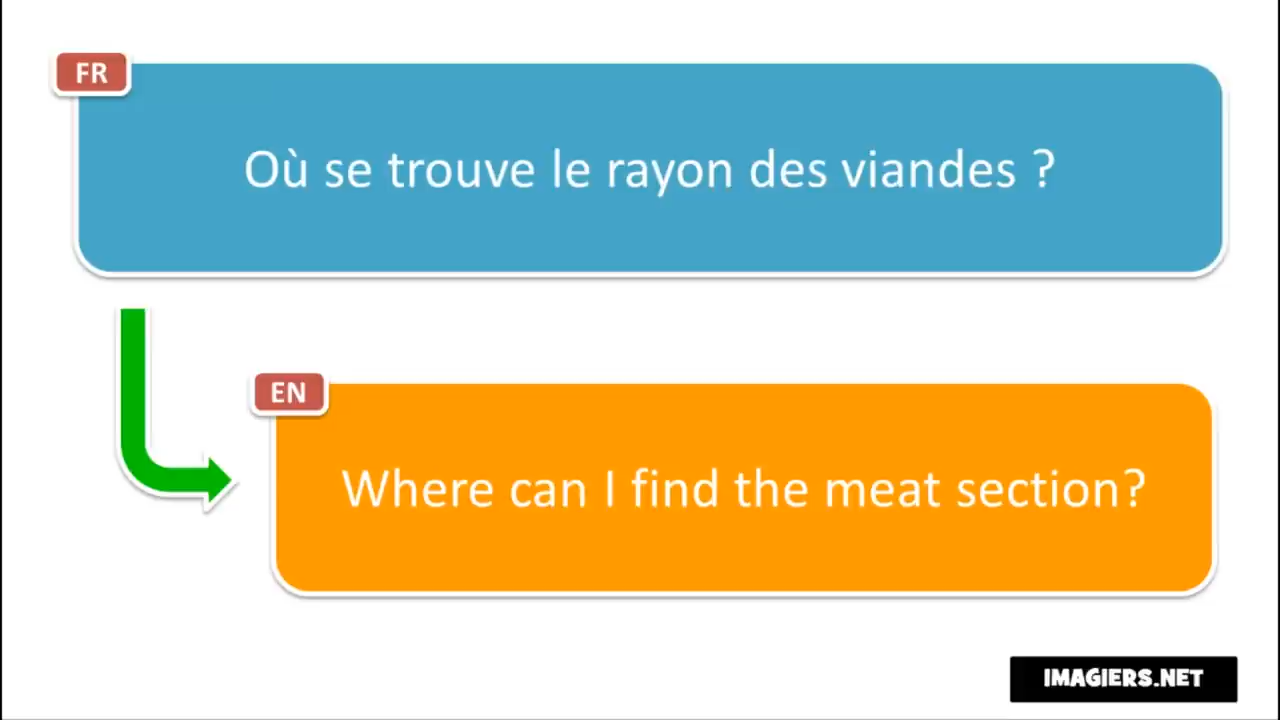 FR
Où se trouve le rayon des viandes ?
EN
Where can I find the meat section?
IMAGIERS.NET